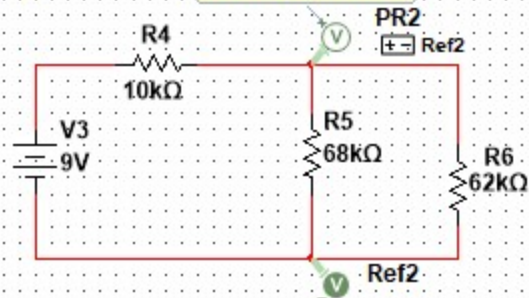 PR2
V
+ -
Ref2
R4
10kΩ
V3
9V
R5
68kΩ
R6
62kΩ
Ref2
V